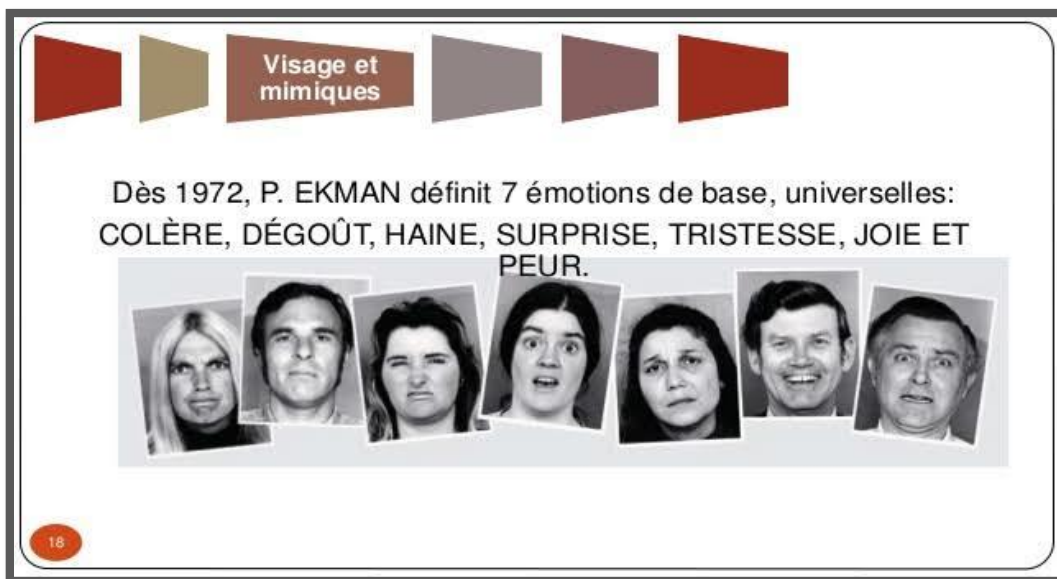 Visage et
mimiques
Dès 1972, P. EKMAN définit 7 émotions de base, universelles:
COLÈRE, DÉGOÛT, HAINE, SURPRISE, TRISTESSE, JOIE ET
PEUR.
18